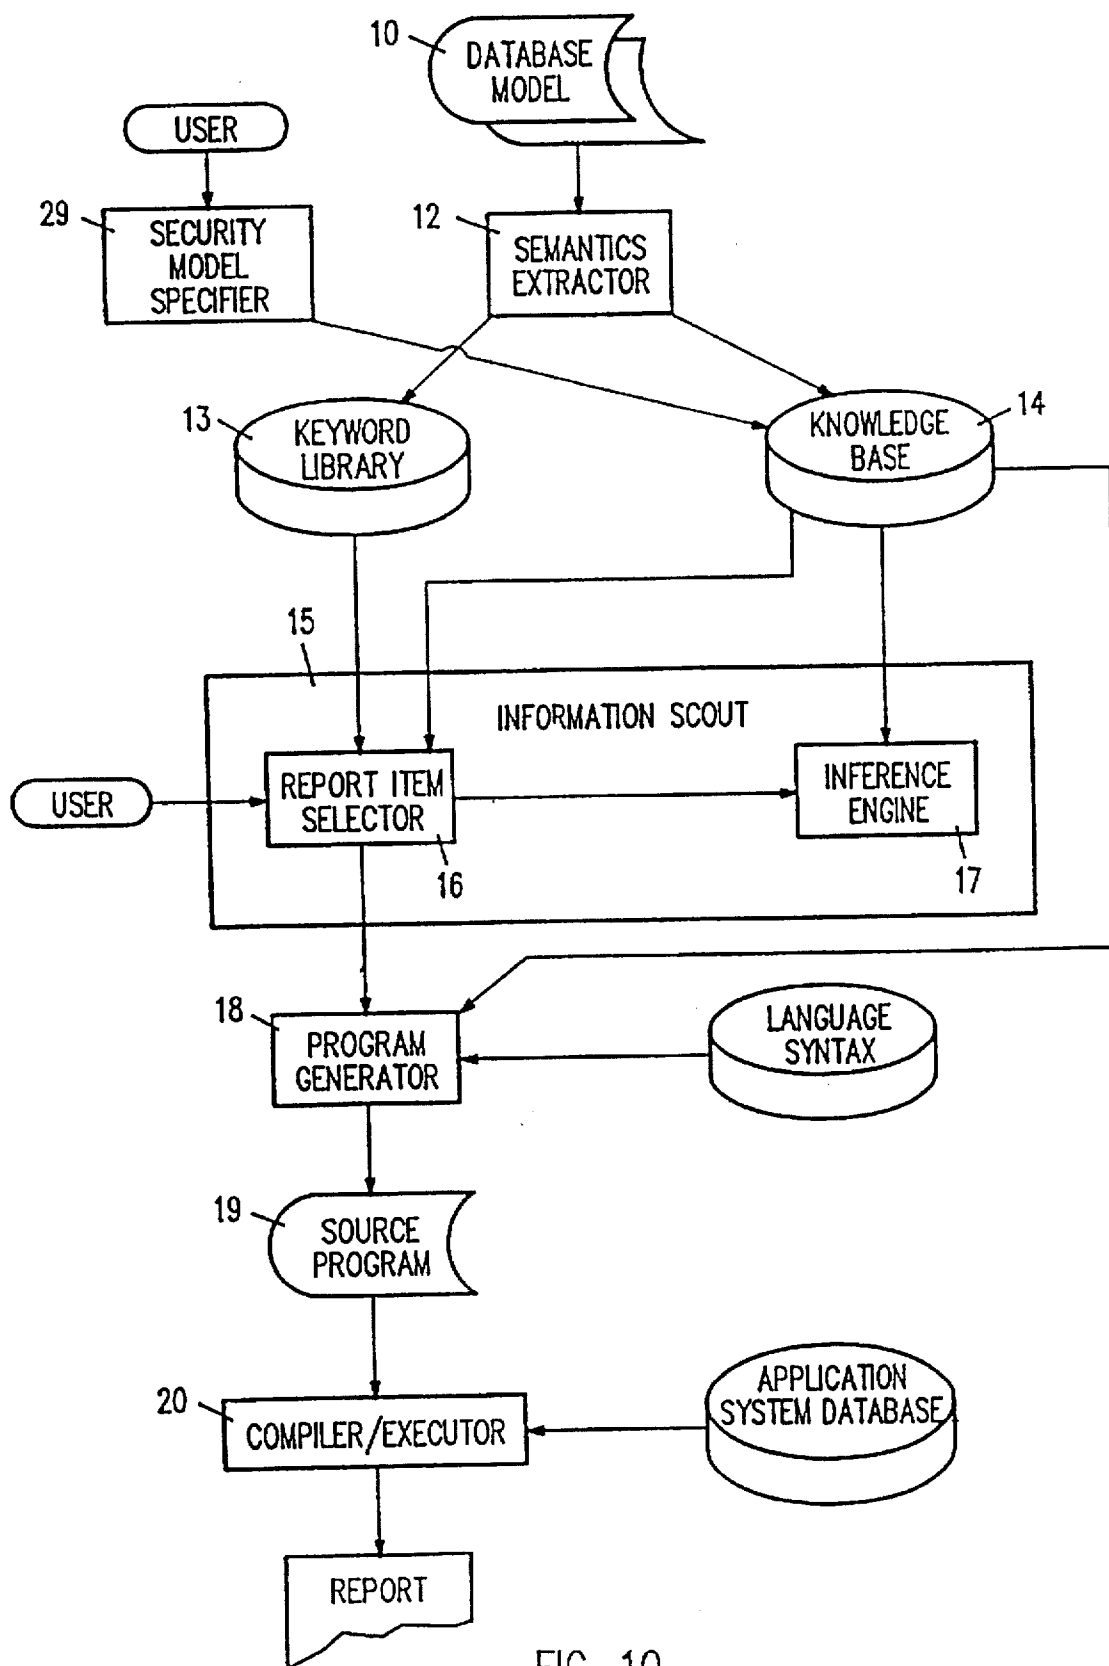 10
DATABASE
MODEL
USER
29
SECURITY
MODEL
SPECIFIER
12
SEMANTICS
EXTRACTOR
13
KEYWORD
LIBRARY
14
KNOWLEDGE
BASE
15
INFORMATION SCOUT
USER
REPORT ITEM
SELECTOR
16
INFERENCE
ENGINE
17
18
PROGRAM
GENERATOR
LANGUAGE
SYNTAX
19
SOURCE
PROGRAM
20
COMPILER/EXECUTOR
APPLICATION
SYSTEM DATABASE
REPORT
FIG. 10